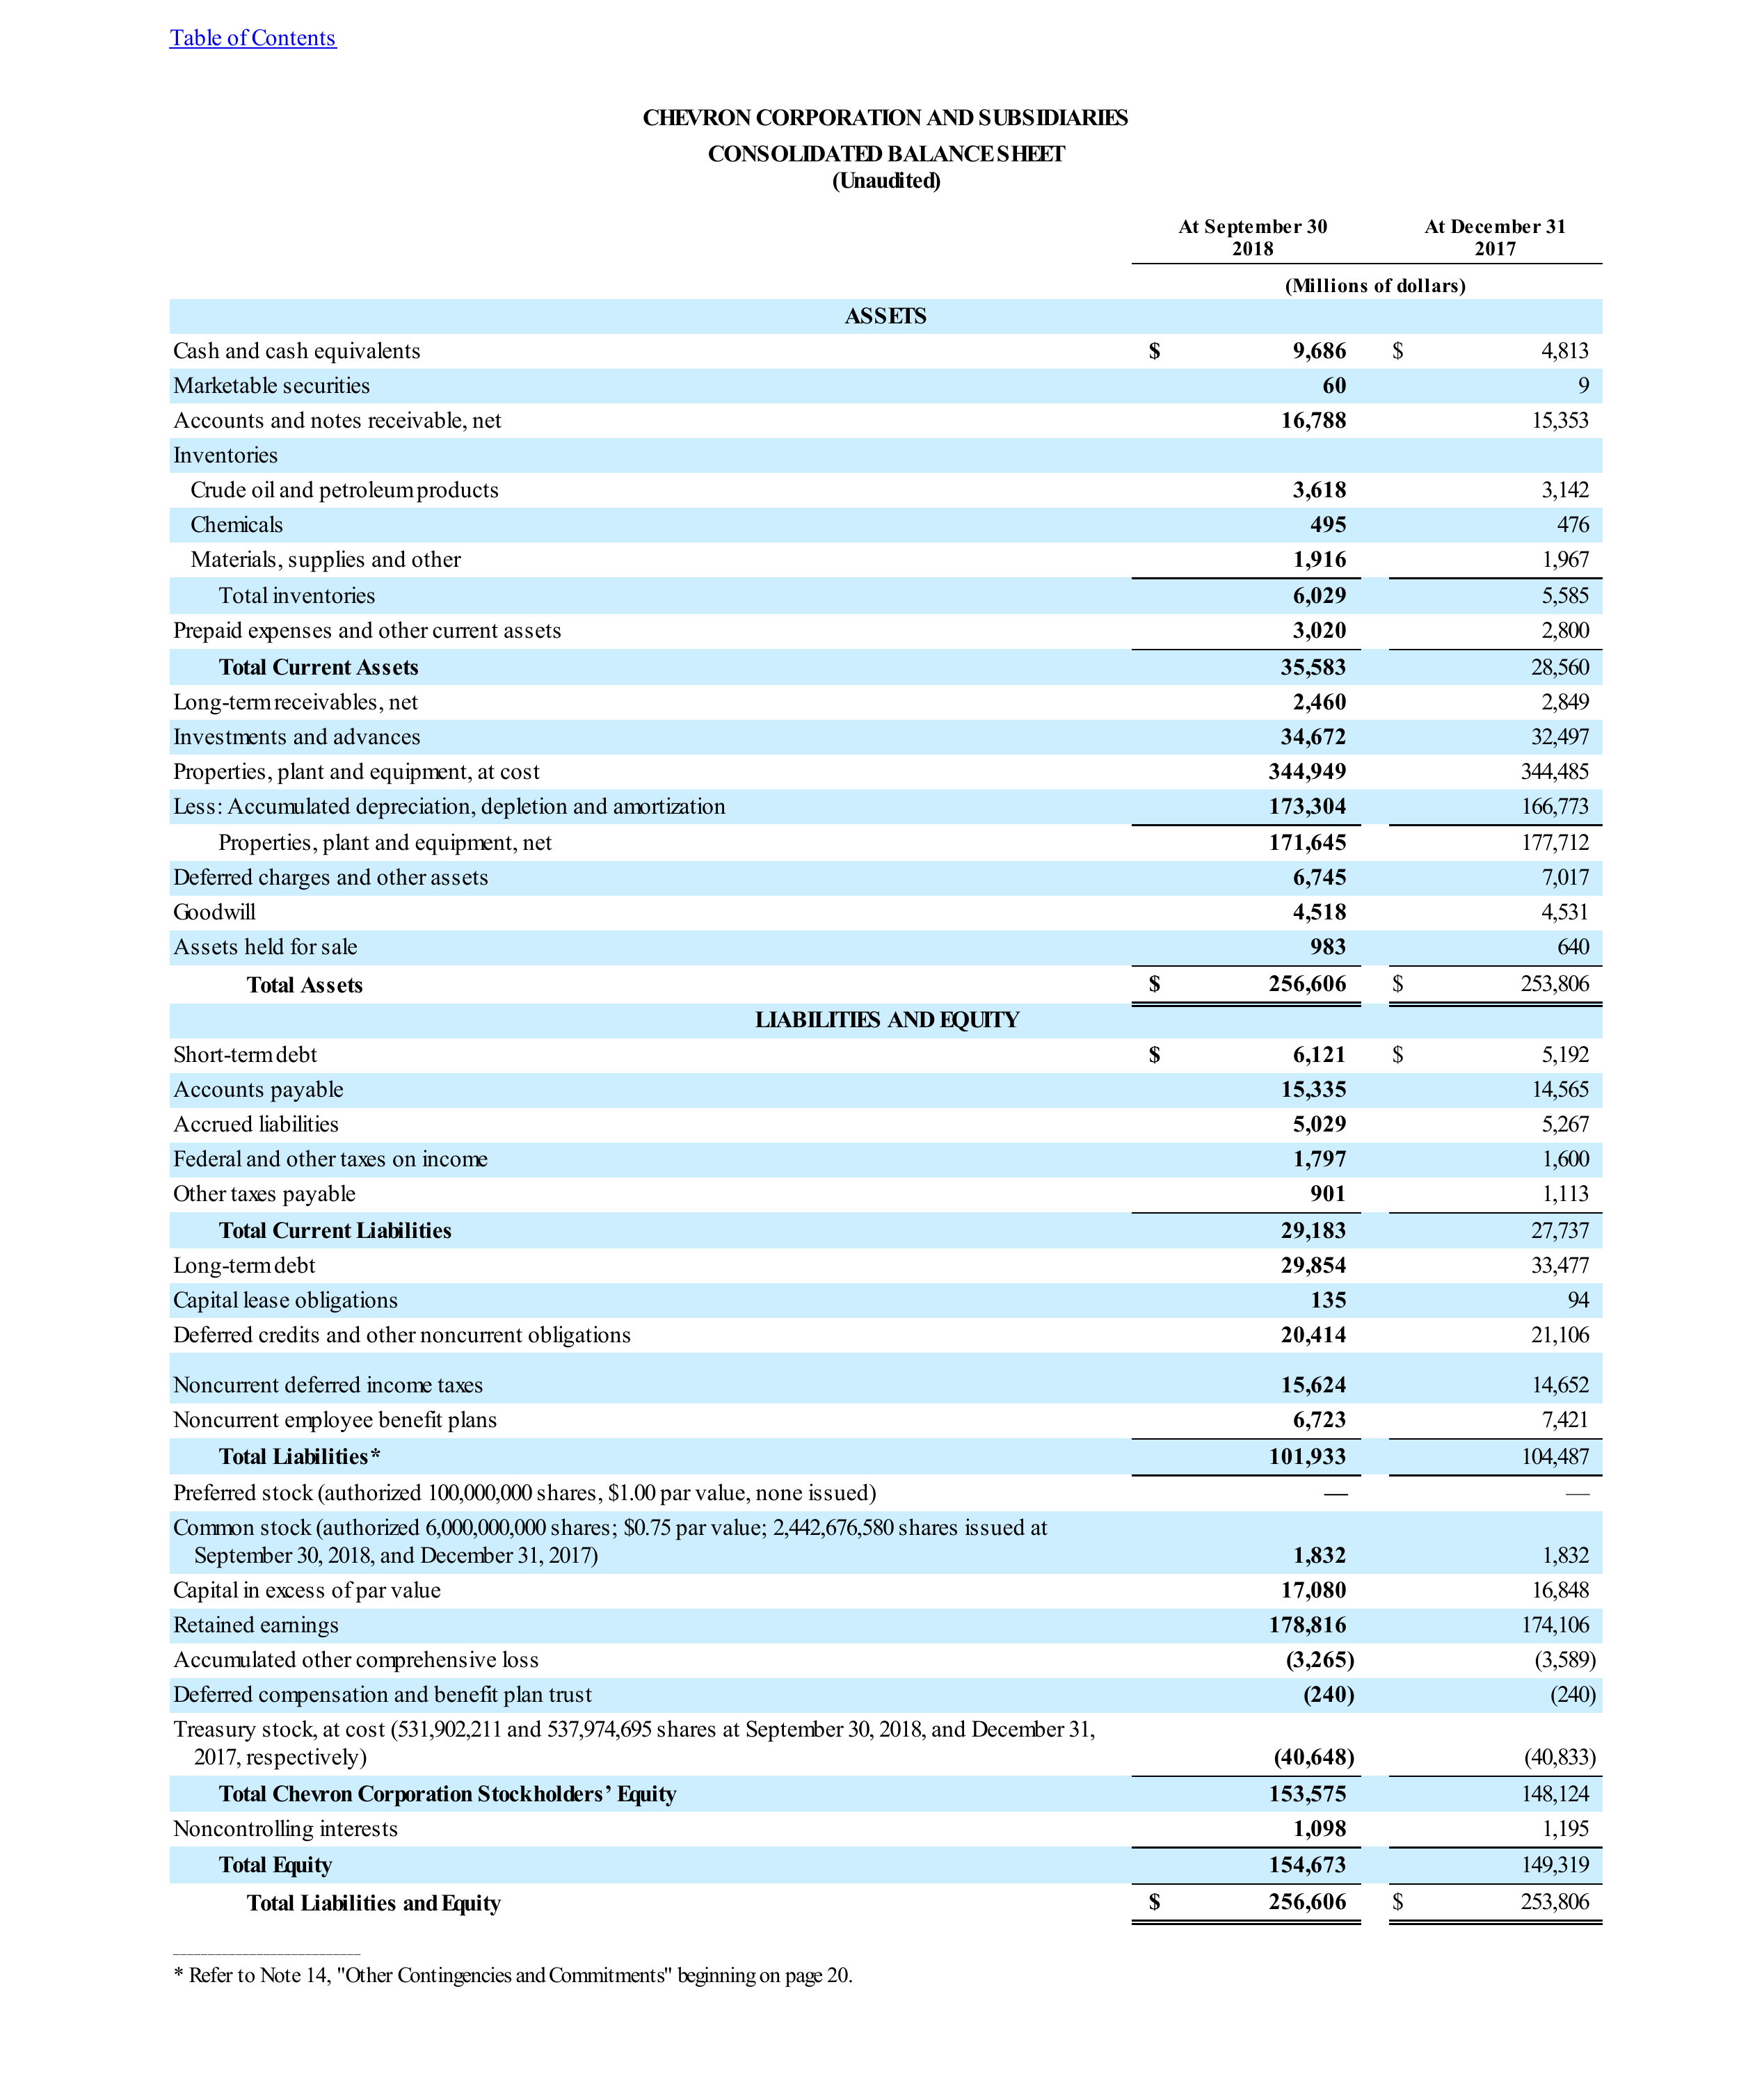 Table of Contents
CHEVRON CORPORATION AND SUBSIDIARIES
CONSOLIDATED BALANCE SHEET
(Unaudited)
At September 30 At December 31
2018 2017
(Millions of dollars)
ASSETS
Cash and cash equivalents $ 9,686 $ 4,813
Marketable securities 60 9
Accounts and notes receivable, net 16,788 15,353
Inventories
Crude oil and petroleum products 3,618 3,142
Chemicals 495 476
Materials, supplies and other 1,916 1,967
Total inventories 6,029 5,585
Prepaid expenses and other current assets 3,020 2,800
Total Current Assets 35,583 28,560
Long-term receivables, net 2,460 2,849
Investments and advances 34,672 32,497
Properties, plant and equipment, at cost 344,949 344,485
Less: Accumulated depreciation, depletion and amortization 173,304 166,773
Properties, plant and equipment, net 171,645 177,712
Deferred charges and other assets 6,745 7,017
Goodwill 4,518 4,531
Assets held for sale 983 640
Total Assets $ 256,606 $ 253,806
LIABILITIES AND EQUITY
Short-term debt $ 6,121 $ 5,192
Accounts payable 15,335 14,565
Accrued liabilities 5,029 5,267
Federal and other taxes on income 1,797 1,600
Other taxes payable 901 1,113
Total Current Liabilities 29,183 27,737
Long-term debt 29,854 33,477
Capital lease obligations 135 94
Deferred credits and other noncurrent obligations 20,414 21,106
Noncurrent deferred income taxes 15,624 14,652
Noncurrent employee benefit plans 6,723 7,421
Total Liabilities* 101,933 104,487
Preferred stock (authorized 100,000,000 shares, $1.00 par value, none issued) — —
Common stock (authorized 6,000,000,000 shares; $0.75 par value; 2,442,676,580 shares issued at
September 30, 2018, and December 31, 2017) 1,832 1,832
Capital in excess of par value 17,080 16,848
Retained earnings 178,816 174,106
Accumulated other comprehensive loss (3,265) (3,589)
Deferred compensation and benefit plan trust (240) (240)
Treasury stock, at cost (531,902,211 and 537,974,695 shares at September 30, 2018, and December 31,
2017, respectively) (40,648) (40,833)
Total Chevron Corporation Stockholders’ Equity 153,575 148,124
Noncontrolling interests 1,098 1,195
Total Equity 154,673 149,319
Total Liabilities and Equity $ 256,606 $ 253,806
* Refer to Note 14, "Other Contingencies and Commitments" beginning on page 20.